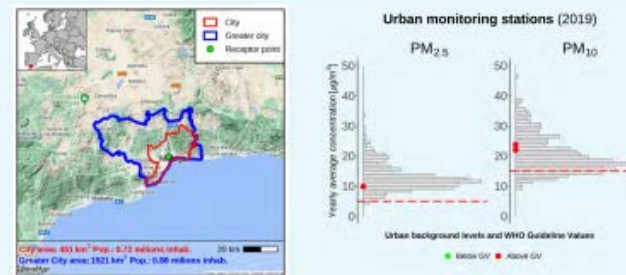 City
Greater city
Receptor point
City area: 401 km² Pop.: 0.72 milions inhab.
Greater City area: 1521 km² Pop.: 0.88 milions inhab.
20 km
Gibraltar
Urban monitoring stations (2019)
PM2.5
PM10
Yearly average concentration [µg/m³]
50
40
30
20
10
0
50
40
30
20
10
0
Urban background levels and WHO Guideline Values
Below GV
Above GV